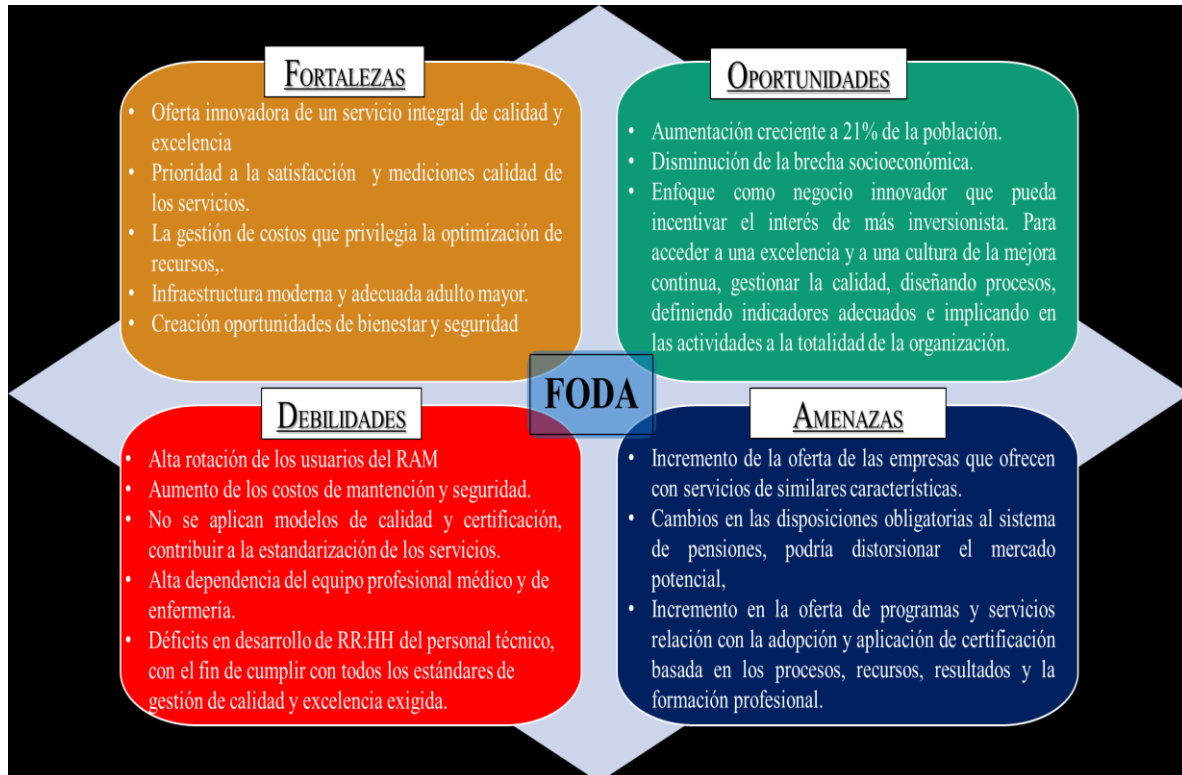 FORTALEZAS
• Oferta innovadora de un servicio integral de calidad y
excelencia
• Prioridad a la satisfacción y mediciones calidad de
los servicios.
• La gestión de costos que privilegia la optimización de
recursos,.
• Infraestructura moderna y adecuada adulto mayor.
• Creación oportunidades de bienestar y seguridad
OPORTUNIDADES
• Aumentación creciente a 21% de la población.
• Disminución de la brecha socioeconómica.
• Enfoque como negocio innovador que pueda
incentivar el interés de más inversionista. Para
acceder a una excelencia y a una cultura de la mejora
continua, gestionar la calidad, diseñando procesos,
definiendo indicadores adecuados e implicando en
las actividades a la totalidad de la organización.
FODA
DEBILIDADES
• Alta rotación de los usuarios del RAM
• Aumento de los costos de mantención y seguridad.
• No se aplican modelos de calidad y certificación,
contribuir a la estandarización de los servicios.
• Alta dependencia del equipo profesional médico y de
enfermería.
• Déficits en desarrollo de RR:HH del personal técnico,
con el fin de cumplir con todos los estándares de
gestión de calidad y excelencia exigida.
AMENAZAS
• Incremento de la oferta de las empresas que ofrecen
con servicios de similares características.
• Cambios en las disposiciones obligatorias al sistema
de pensiones, podría distorsionar el mercado
potencial,
• Incremento en la oferta de programas y servicios
relación con la adopción y aplicación de certificación
basada en los procesos, recursos, resultados y la
formación profesional.